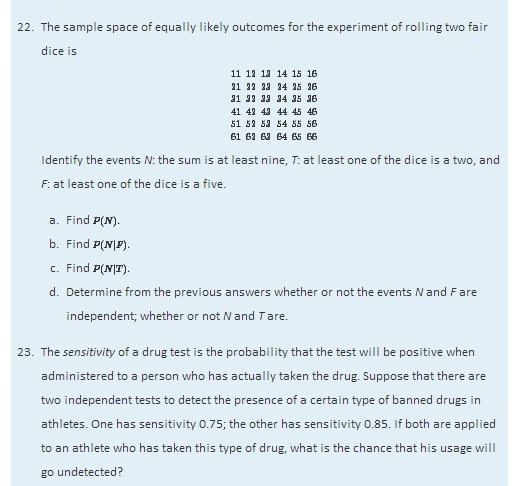 22. The sample space of equally likely outcomes for the experiment of rolling two fair
dice is
11 12 13 14 15 16
21 22 23 24 25 26
31 32 33 34 35 36
41 42 43 44 45 46
51 52 53 54 55 56
61 62 63 64 65 66
Identify the events N: the sum is at least nine, T: at least one of the dice is a two, and
F: at least one of the dice is a five.
a. Find P(N).
b. Find P(N|F).
c. Find P(N|T).
d. Determine from the previous answers whether or not the events N and F are
independent; whether or not N and T are.
23. The sensitivity of a drug test is the probability that the test will be positive when
administered to a person who has actually taken the drug. Suppose that there are
two independent tests to detect the presence of a certain type of banned drugs in
athletes. One has sensitivity 0.75; the other has sensitivity 0.85. If both are applied
to an athlete who has taken this type of drug, what is the chance that his usage will
go undetected?